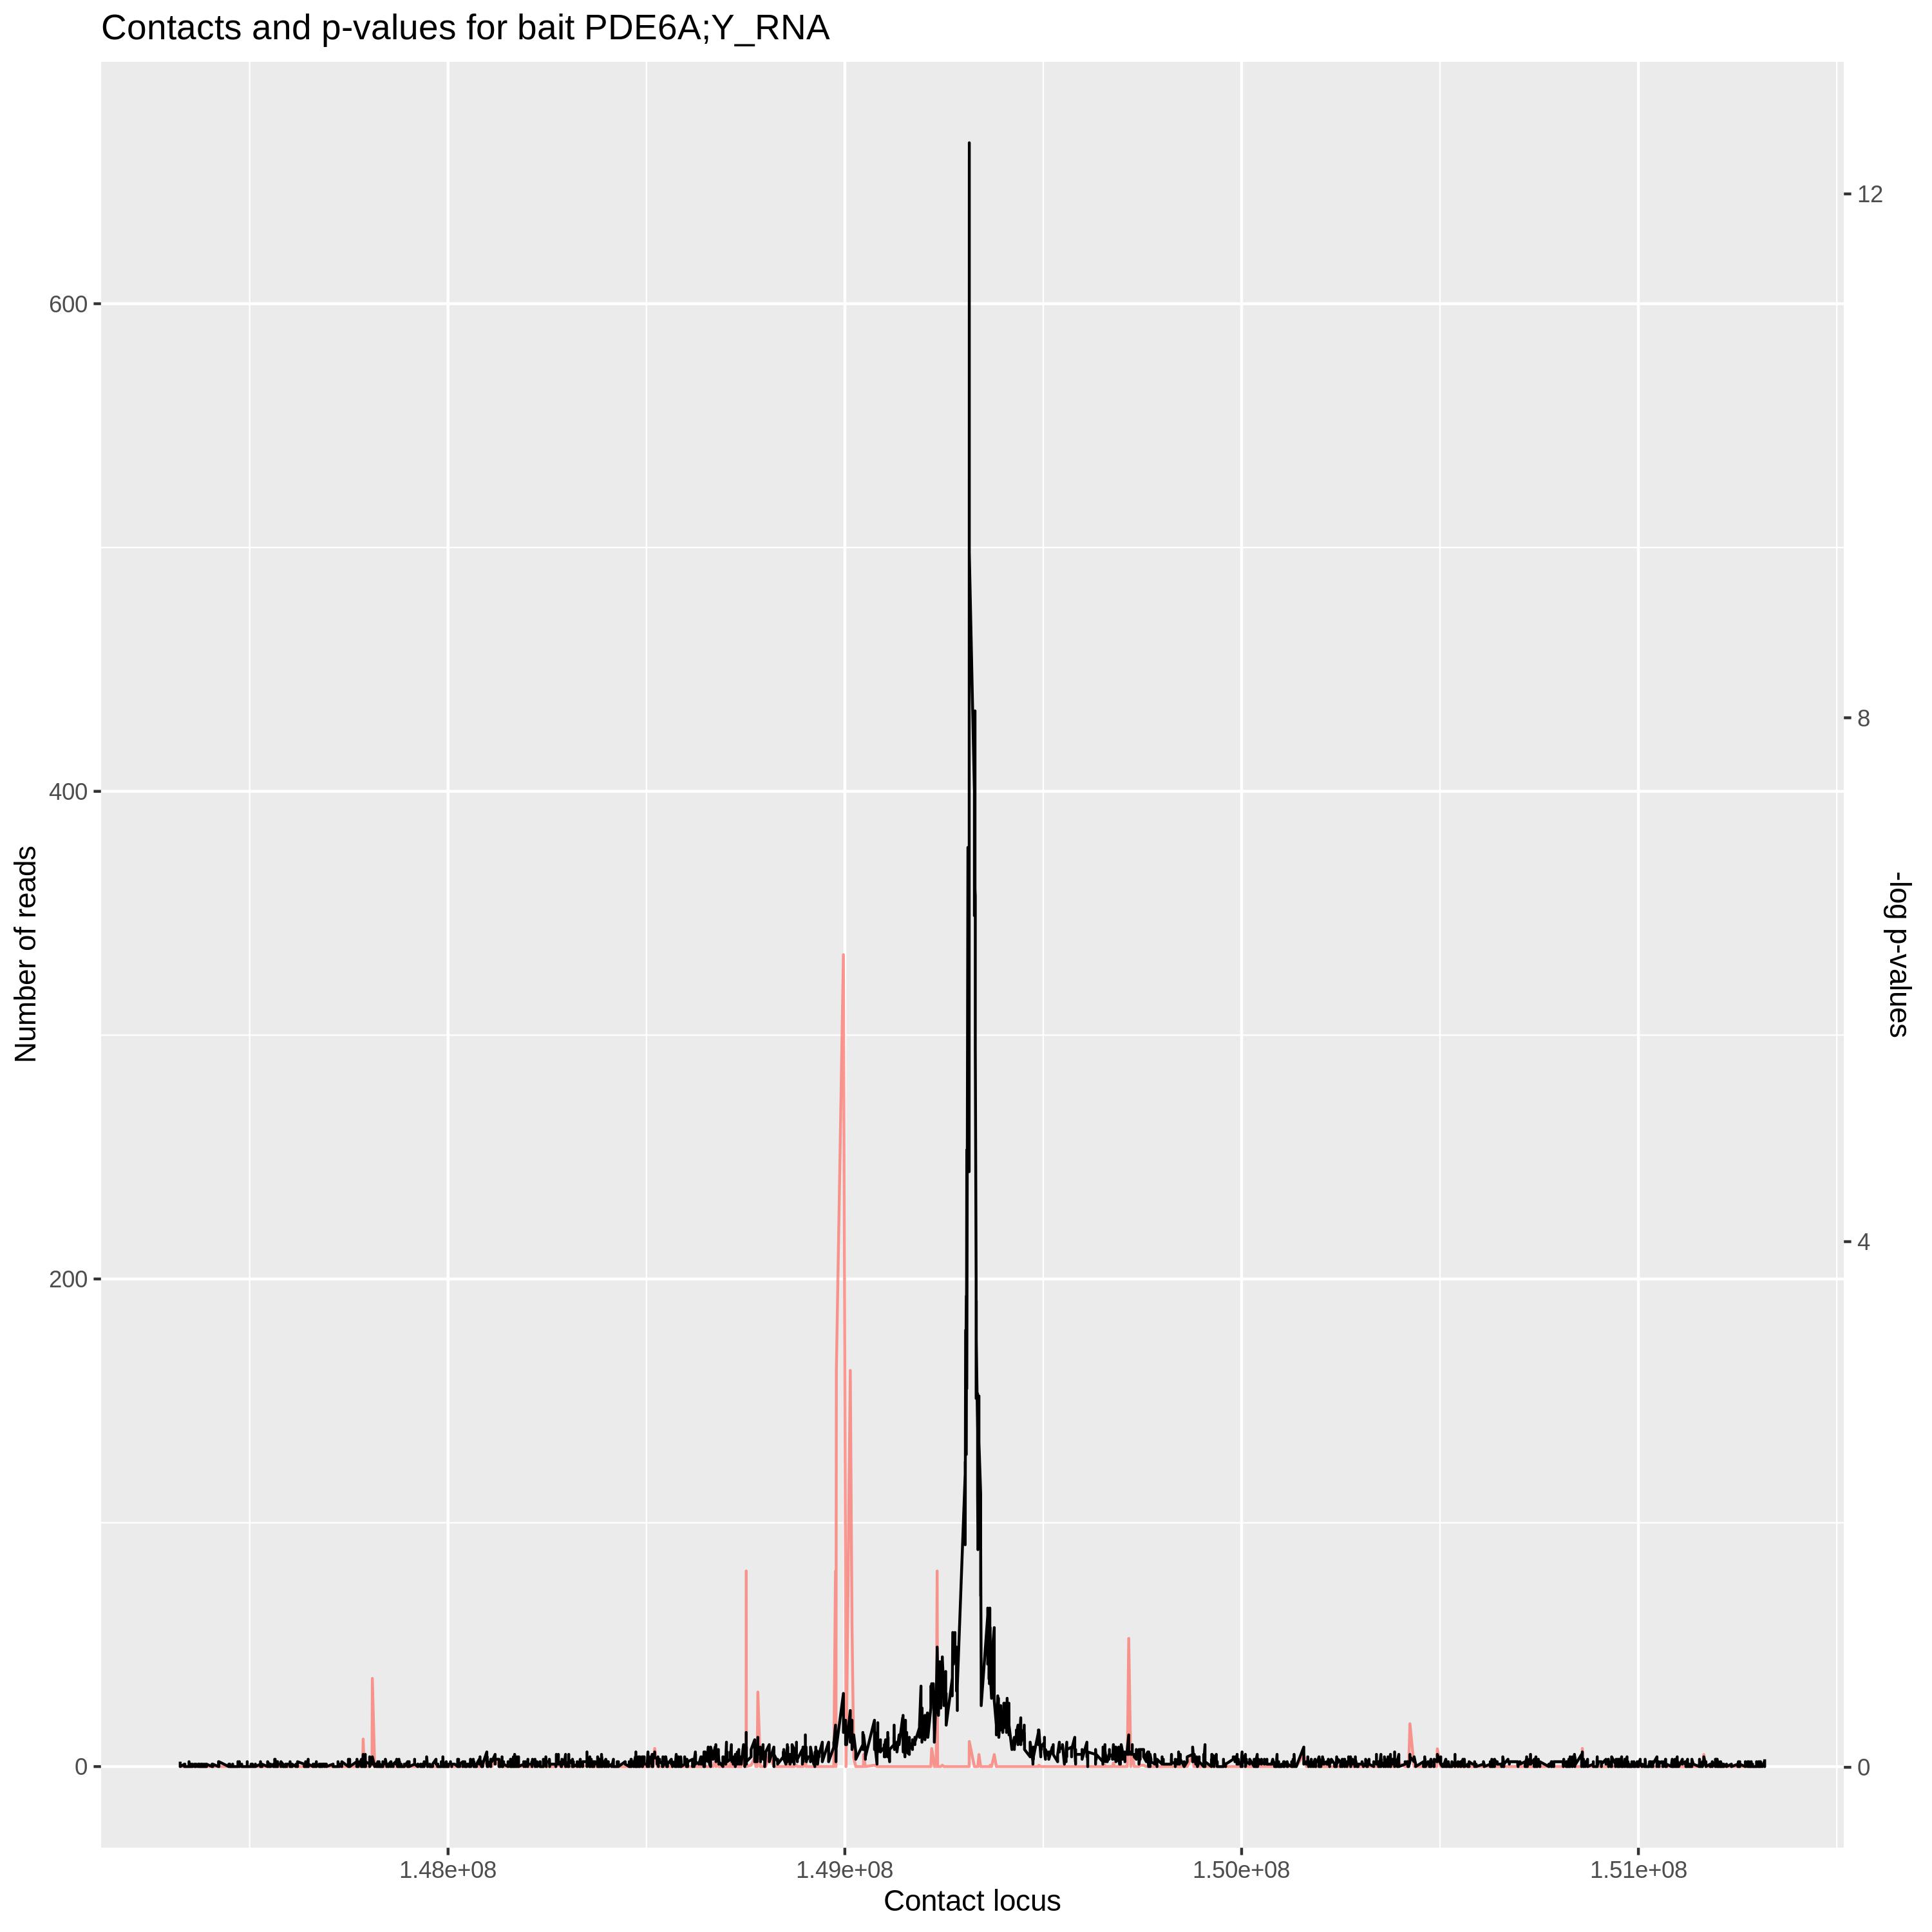 Contacts and p-values for bait PDE6A;Y_RNA
12
600
8
400
Number of reads
-log p-values
4
200
0
0
1.48e+08
1.49e+08
1.50e+08
1.51e+08
Contact locus